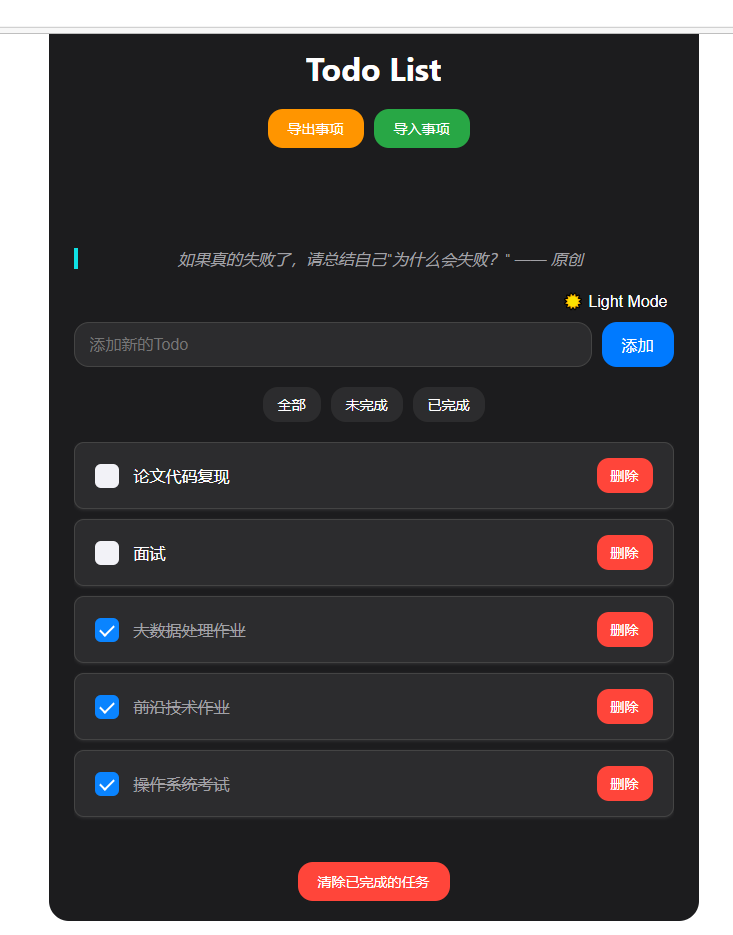 Todo List
导出事项 导入事项
如果真的失败了，请总结自己"为什么会失败？" —— 原创
Light Mode
添加新的Todo 添加
全部 未完成 已完成
论文代码复现 删除
面试 删除
大数据处理作业 删除
前沿技术作业 删除
操作系统考试 删除
清除已完成的任务